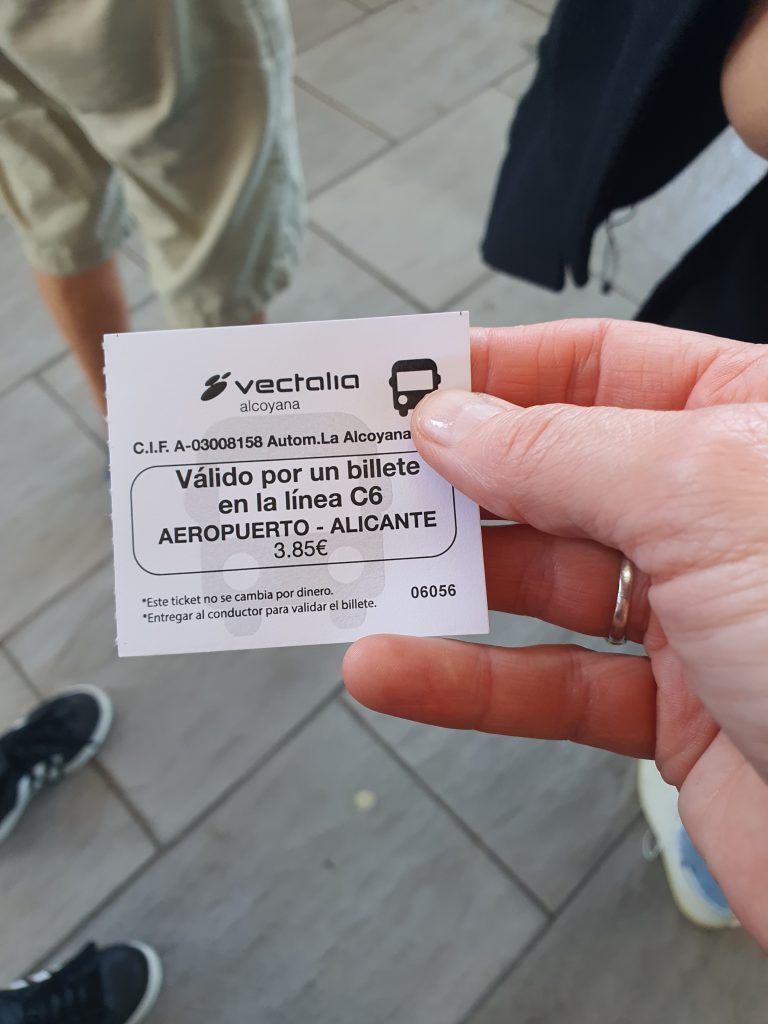 vectalia
alcoyana
C.I.F. A-03008158 Autom.La Alcoyana
Válido por un billete
en la línea C6
AEROPUERTO - ALICANTE
3.85€
*Este ticket no se cambia por dinero.
*Entregar al conductor para validar el billete.
06056